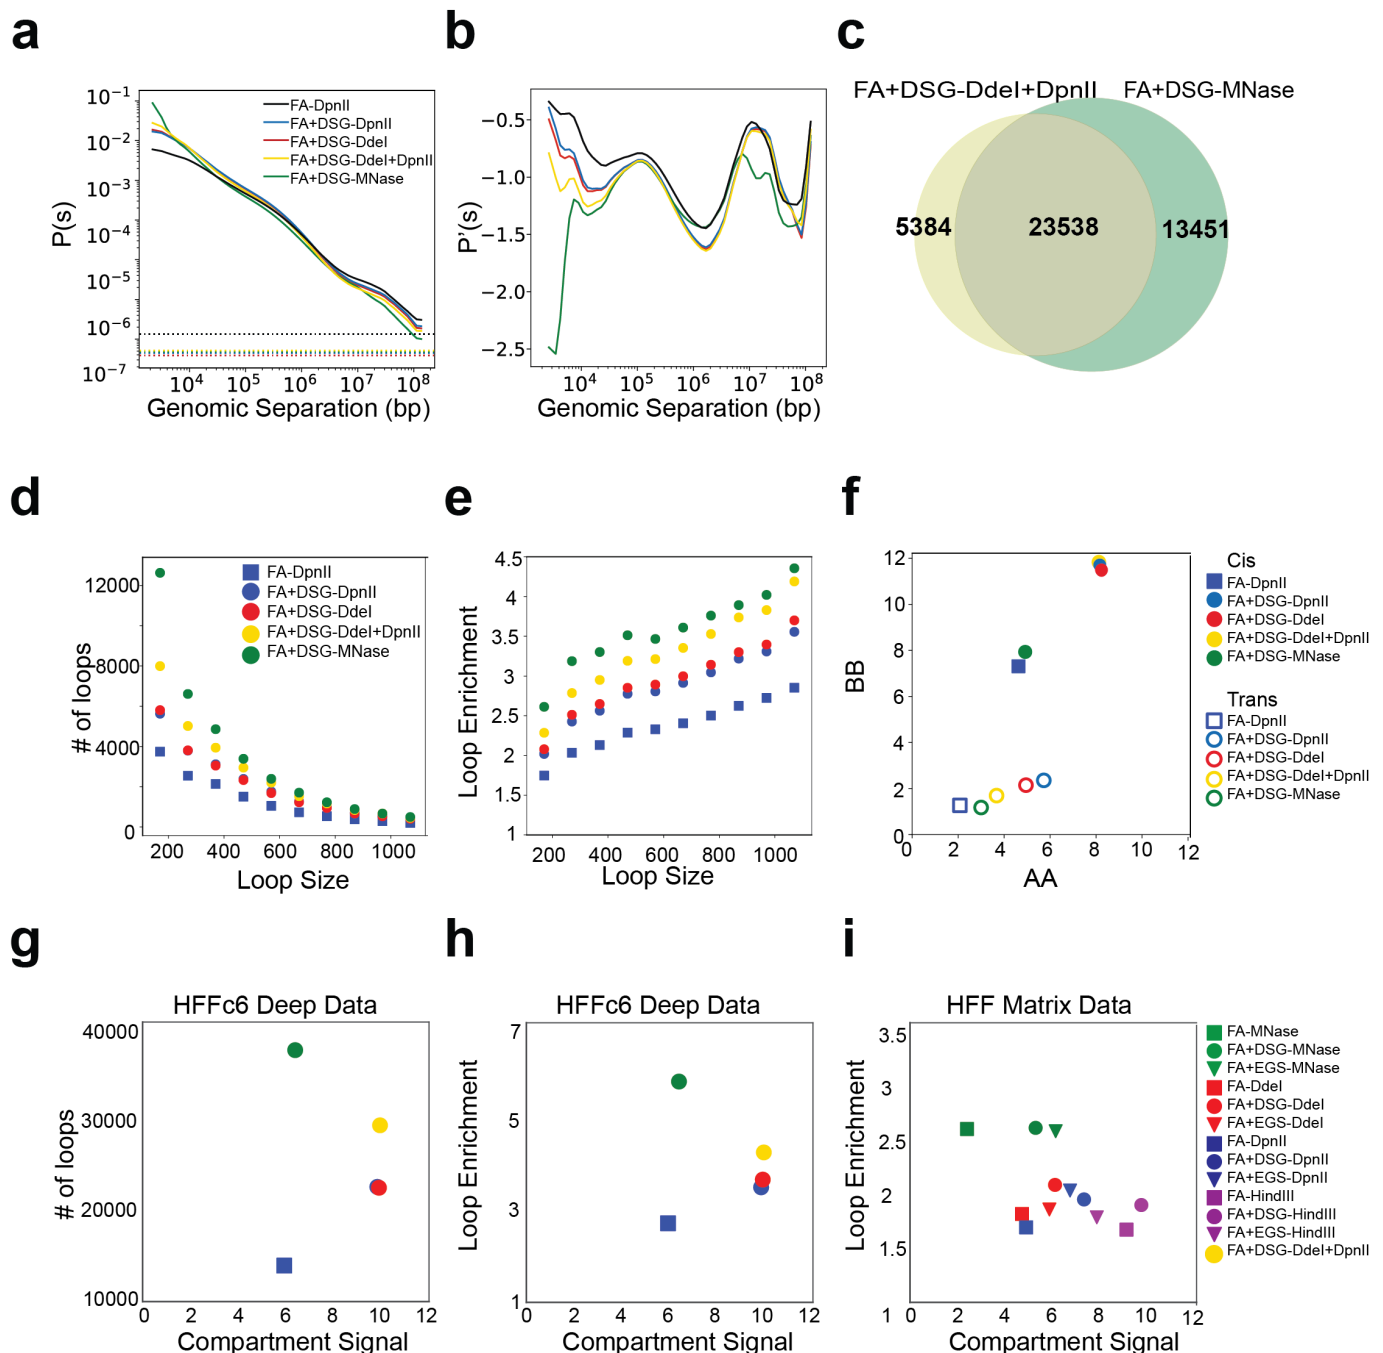 a
P(s)
10⁻¹
10⁻²
10⁻³
10⁻⁴
10⁻⁵
10⁻⁶
10⁻⁷
FA-DpnII
FA+DSG-DpnII
FA+DSG-DdeI
FA+DSG-DdeI+DpnII
FA+DSG-MNase
10⁴ 10⁵ 10⁶ 10⁷ 10⁸
Genomic Separation (bp)
b
P'(s)
−0.5
−1.0
−1.5
−2.0
−2.5
10⁴ 10⁵ 10⁶ 10⁷ 10⁸
Genomic Separation (bp)
c
FA+DSG-DdeI+DpnII FA+DSG-MNase
5384 23538 13451
d
# of loops
12000
8000
4000
0
FA-DpnII
FA+DSG-DpnII
FA+DSG-DdeI
FA+DSG-DdeI+DpnII
FA+DSG-MNase
200 400 600 800 1000
Loop Size
e
Loop Enrichment
4.5
4
3.5
3
2.5
2
1.5
1
200 400 600 800 1000
Loop Size
f
BB
12
10
8
6
4
2
0
0 2 4 6 8 10 12
AA
Cis
FA-DpnII
FA+DSG-DpnII
FA+DSG-DdeI
FA+DSG-DdeI+DpnII
FA+DSG-MNase
Trans
FA-DpnII
FA+DSG-DpnII
FA+DSG-DdeI
FA+DSG-DdeI+DpnII
FA+DSG-MNase
g
HFFc6 Deep Data
# of loops
40000
30000
20000
10000
0 2 4 6 8 10 12
Compartment Signal
h
HFFc6 Deep Data
Loop Enrichment
7
5
3
1
0 2 4 6 8 10 12
Compartment Signal
i
HFF Matrix Data
Loop Enrichment
3.5
3
2.5
2
1.5
1
0 2 4 6 8 10 12
Compartment Signal
FA-MNase
FA+DSG-MNase
FA+EGS-MNase
FA-DdeI
FA+DSG-DdeI
FA+EGS-DdeI
FA-DpnII
FA+DSG-DpnII
FA+EGS-DpnII
FA-HindIII
FA+DSG-HindIII
FA+EGS-HindIII
FA+DSG-DdeI+DpnII